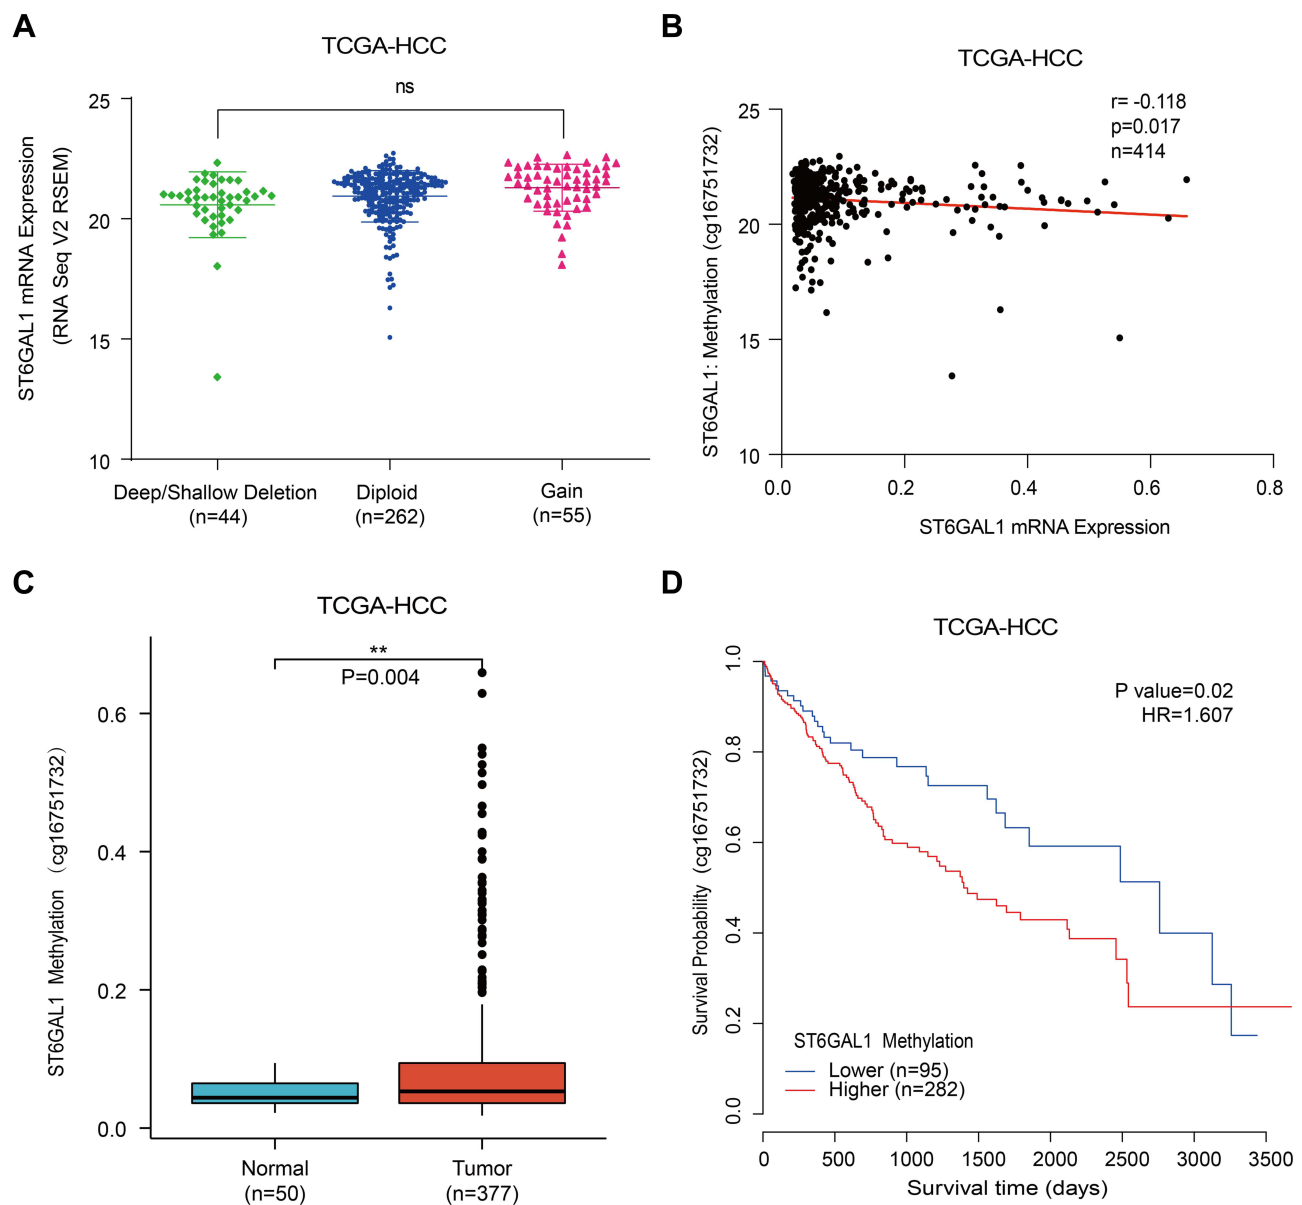 A
TCGA-HCC
ns
ST6GAL1 mRNA Expression
(RNA Seq V2 RSEM)
25
20
15
10
Deep/Shallow Deletion
(n=44)
Diploid
(n=262)
Gain
(n=55)
B
TCGA-HCC
r= -0.118
p=0.017
n=414
ST6GAL1: Methylation (cg16751732)
25
20
15
10
0.0 0.2 0.4 0.6 0.8
ST6GAL1 mRNA Expression
C
TCGA-HCC
**
P=0.004
ST6GAL1 Methylation (cg16751732)
0.6
0.4
0.2
0.0
Normal
(n=50)
Tumor
(n=377)
D
TCGA-HCC
P value=0.02
HR=1.607
Survival Probability (cg16751732)
1.0
0.8
0.6
0.4
0.2
0.0
ST6GAL1 Methylation
Lower (n=95)
Higher (n=282)
0 500 1000 1500 2000 2500 3000 3500
Survival time (days)